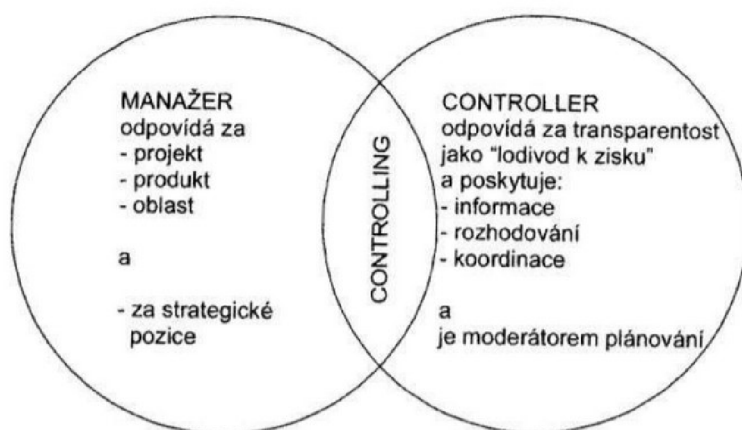 MANAŽER
odpovídá za
- projekt
- produkt
- oblast
a
- za strategické
pozice
CONTROLLING
CONTROLLER
odpovídá za transparentost
jako "lodivod k zisku"
a poskytuje:
- informace
- rozhodování
- koordinace
a
je moderátorem plánování